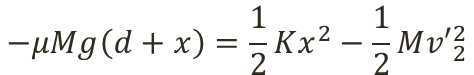 −μMg(d + x) = 1/2 Kx² − 1/2 Mv′₂²